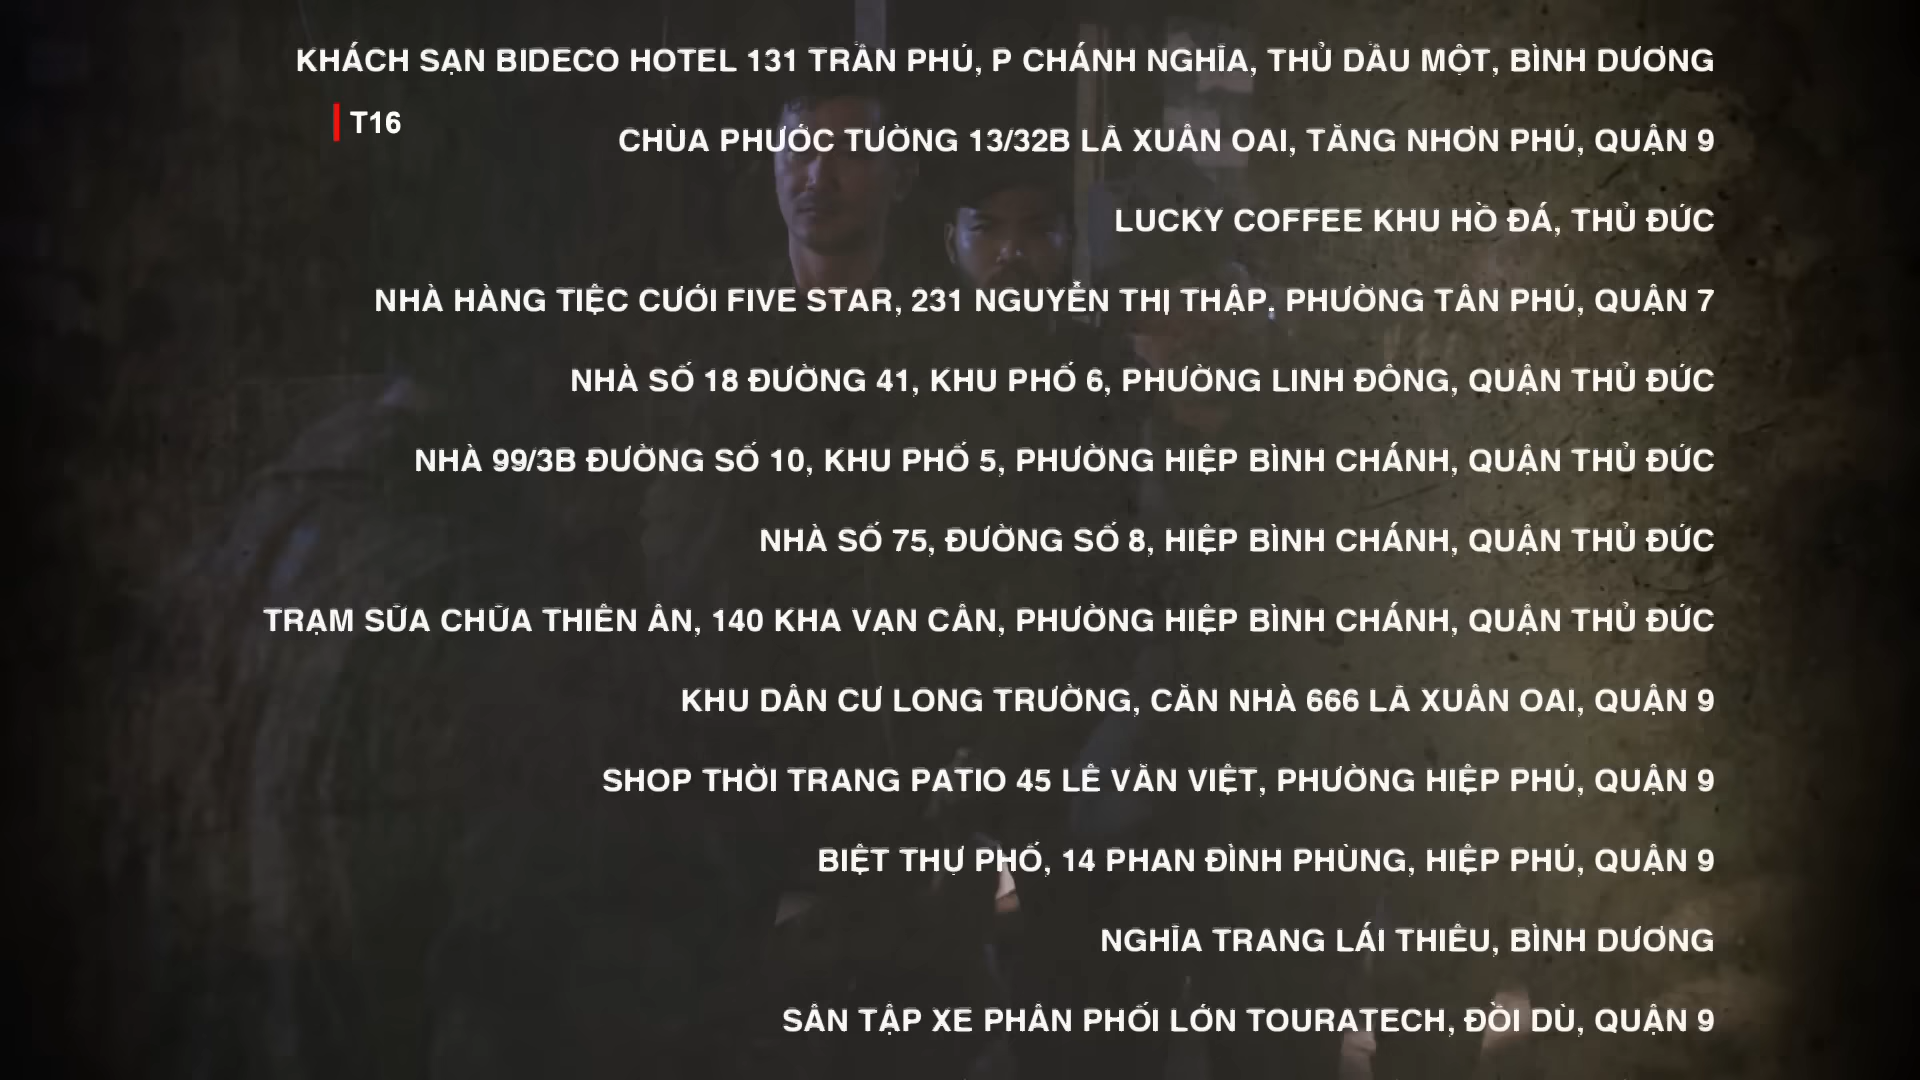 KHÁCH SẠN BIDECO HOTEL 131 TRẦN PHÚ, P CHÁNH NGHĨA, THỦ DẦU MỘT, BÌNH DƯƠNG
T16
CHÙA PHƯỚC TƯỜNG 13/32B LÃ XUÂN OAI, TĂNG NHƠN PHÚ, QUẬN 9
LUCKY COFFEE KHU HỒ ĐÁ, THỦ ĐỨC
NHÀ HÀNG TIỆC CƯỚI FIVE STAR, 231 NGUYỄN THỊ THẬP. PHƯỜNG TÂN PHÚ, QUẬN 7
NHÀ SỐ 18 ĐƯỜNG 41, KHU PHỐ 6, PHƯỜNG LINH ĐÔNG, QUẬN THỦ ĐỨC
NHÀ 99/3B ĐƯỜNG SỐ 10, KHU PHỐ 5, PHƯỜNG HIỆP BÌNH CHÁNH, QUẬN THỦ ĐỨC
NHÀ SỐ 75, ĐƯỜNG SỐ 8, HIỆP BÌNH CHÁNH, QUẬN THỦ ĐỨC
TRẠM SỬA CHỮA THIÊN ÂN, 140 KHA VẠN CÂN, PHƯỜNG HIỆP BÌNH CHÁNH, QUẬN THỦ ĐỨC
KHU DÂN CƯ LONG TRƯỜNG, CĂN NHÀ 666 LÃ XUÂN OAI, QUẬN 9
SHOP THỜI TRANG PATIO 45 LÊ VĂN VIỆT, PHƯỜNG HIỆP PHÚ, QUẬN 9
BIỆT THỰ PHỐ, 14 PHAN ĐÌNH PHÙNG, HIỆP PHÚ, QUẬN 9
NGHĨA TRANG LÁI THIÊU, BÌNH DƯƠNG
SÂN TẬP XE PHÂN PHỐI LỚN TOURATECH, ĐỒI DÙ, QUẬN 9